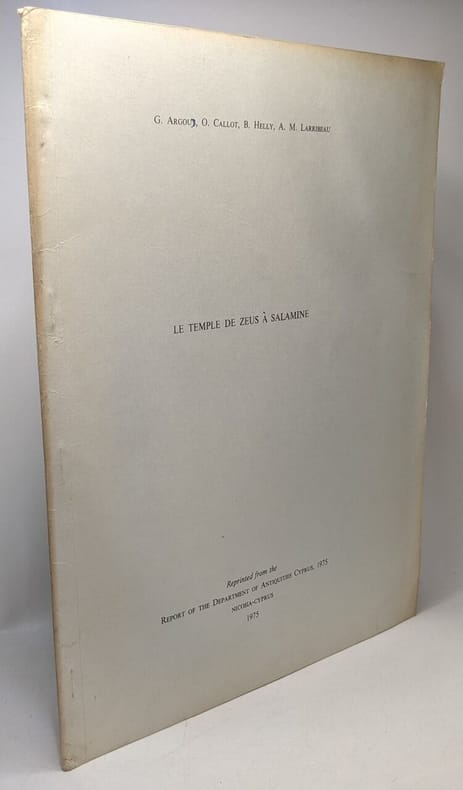 G. ARGOUD, O. CALLOT, B. HELLY, A. M. LARRIBEAU
LE TEMPLE DE ZEUS À SALAMINE
Reprinted from the
REPORT OF THE DEPARTMENT OF ANTIQUITIES CYPRUS, 1975
NICOSIA-CYPRUS
1975